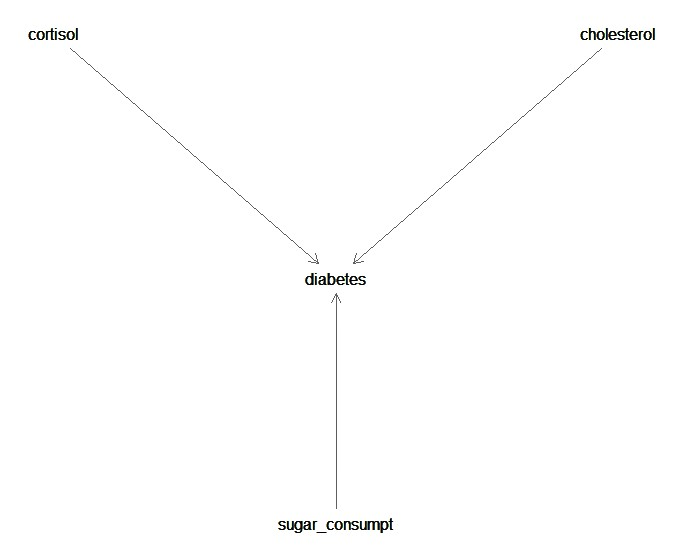 cortisol
cholesterol
diabetes
sugar_consumpt